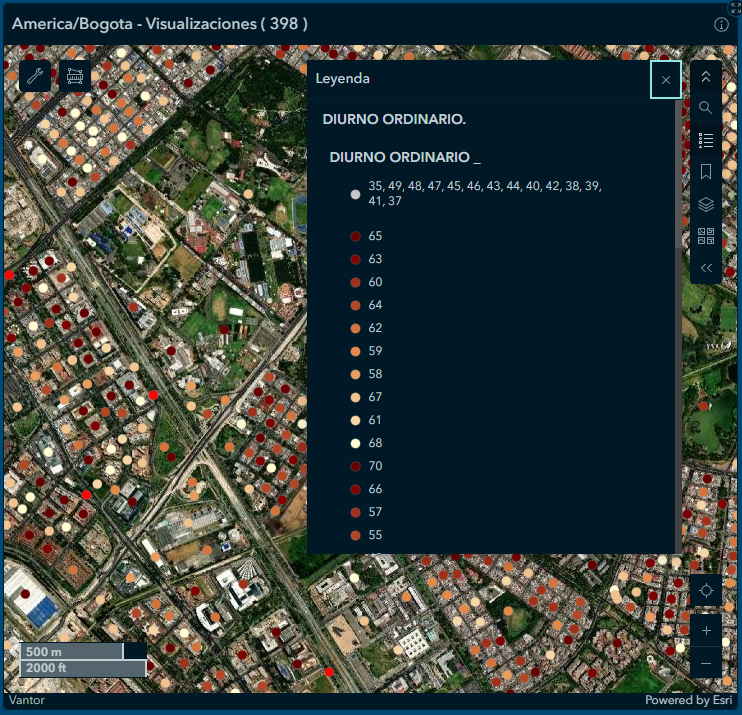 America/Bogota - Visualizaciones ( 398 )
Leyenda
DIURNO ORDINARIO.
DIURNO ORDINARIO _
35, 49, 48, 47, 45, 46, 43, 44, 40, 42, 38, 39,
41, 37
65
63
60
64
62
59
58
67
61
68
70
66
57
55
500 m
2000 ft
Vantor
Powered by Esri